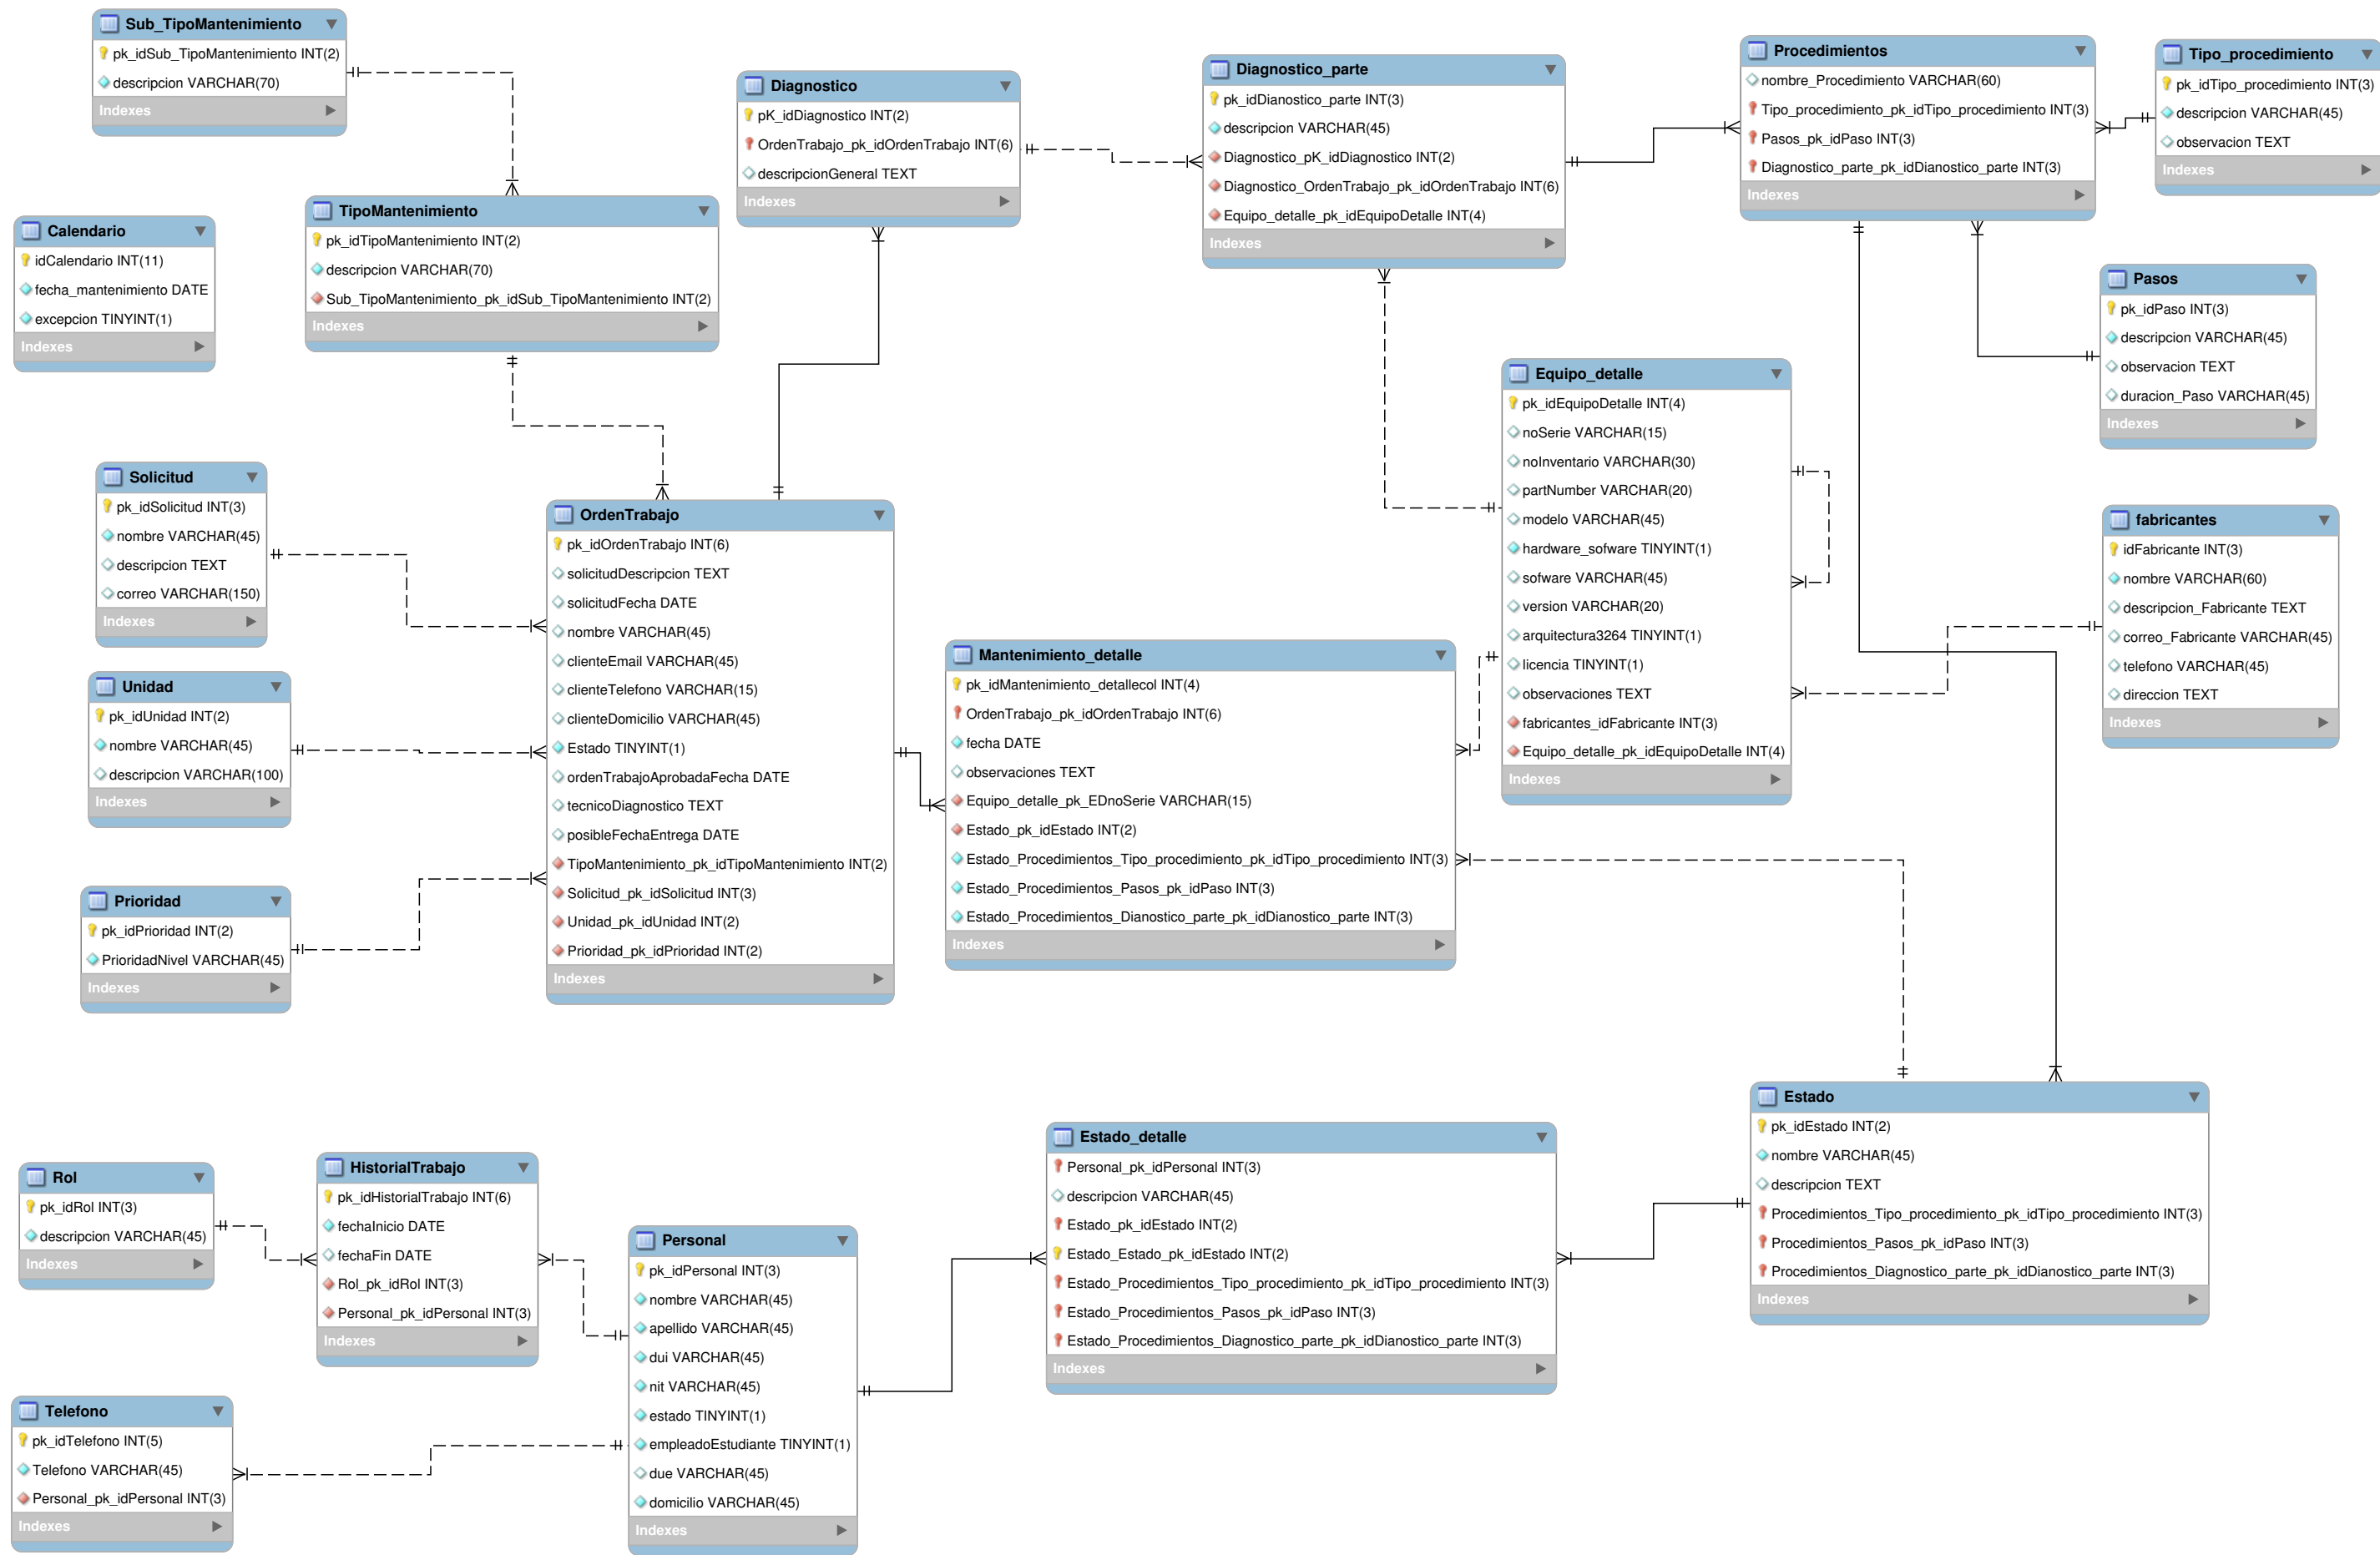 Sub_TipoMantenimiento
pk_idSub_TipoMantenimiento INT(2)
descripcion VARCHAR(70)
Indexes
Diagnostico
pK_idDiagnostico INT(2)
OrdenTrabajo_pk_idOrdenTrabajo INT(6)
descripcionGeneral TEXT
Indexes
Diagnostico_parte
pk_idDianostico_parte INT(3)
descripcion VARCHAR(45)
Diagnostico_pK_idDiagnostico INT(2)
Diagnostico_OrdenTrabajo_pk_idOrdenTrabajo INT(6)
Equipo_detalle_pk_idEquipoDetalle INT(4)
Indexes
Procedimientos
nombre_Procedimiento VARCHAR(60)
Tipo_procedimiento_pk_idTipo_procedimiento INT(3)
Pasos_pk_idPaso INT(3)
Diagnostico_parte_pk_idDianostico_parte INT(3)
Indexes
Tipo_procedimiento
pk_idTipo_procedimiento INT(3)
descripcion VARCHAR(45)
observacion TEXT
Indexes
Calendario
idCalendario INT(11)
fecha_mantenimiento DATE
excepcion TINYINT(1)
Indexes
TipoMantenimiento
pk_idTipoMantenimiento INT(2)
descripcion VARCHAR(70)
Sub_TipoMantenimiento_pk_idSub_TipoMantenimiento INT(2)
Indexes
Pasos
pk_idPaso INT(3)
descripcion VARCHAR(45)
observacion TEXT
duracion_Paso VARCHAR(45)
Indexes
Equipo_detalle
pk_idEquipoDetalle INT(4)
noSerie VARCHAR(15)
noInventario VARCHAR(30)
partNumber VARCHAR(20)
modelo VARCHAR(45)
hardware_sofware TINYINT(1)
sofware VARCHAR(45)
version VARCHAR(20)
arquitectura3264 TINYINT(1)
licencia TINYINT(1)
observaciones TEXT
fabricantes_idFabricante INT(3)
Equipo_detalle_pk_idEquipoDetalle INT(4)
Indexes
fabricantes
idFabricante INT(3)
nombre VARCHAR(60)
descripcion_Fabricante TEXT
correo_Fabricante VARCHAR(45)
telefono VARCHAR(45)
direccion TEXT
Indexes
Solicitud
pk_idSolicitud INT(3)
nombre VARCHAR(45)
descripcion TEXT
correo VARCHAR(150)
Indexes
OrdenTrabajo
pk_idOrdenTrabajo INT(6)
solicitudDescripcion TEXT
solicitudFecha DATE
nombre VARCHAR(45)
clienteEmail VARCHAR(45)
clienteTelefono VARCHAR(15)
clienteDomicilio VARCHAR(45)
Estado TINYINT(1)
ordenTrabajoAprobadaFecha DATE
tecnicoDiagnostico TEXT
posibleFechaEntrega DATE
TipoMantenimiento_pk_idTipoMantenimiento INT(2)
Solicitud_pk_idSolicitud INT(3)
Unidad_pk_idUnidad INT(2)
Prioridad_pk_idPrioridad INT(2)
Indexes
Unidad
pk_idUnidad INT(2)
nombre VARCHAR(45)
descripcion VARCHAR(100)
Indexes
Mantenimiento_detalle
pk_idMantenimiento_detallecol INT(4)
OrdenTrabajo_pk_idOrdenTrabajo INT(6)
fecha DATE
observaciones TEXT
Equipo_detalle_pk_EDnoSerie VARCHAR(15)
Estado_pk_idEstado INT(2)
Estado_Procedimientos_Tipo_procedimiento_pk_idTipo_procedimiento INT(3)
Estado_Procedimientos_Pasos_pk_idPaso INT(3)
Estado_Procedimientos_Dianostico_parte_pk_idDianostico_parte INT(3)
Indexes
Prioridad
pk_idPrioridad INT(2)
PrioridadNivel VARCHAR(45)
Indexes
Estado
pk_idEstado INT(2)
nombre VARCHAR(45)
descripcion TEXT
Procedimientos_Tipo_procedimiento_pk_idTipo_procedimiento INT(3)
Procedimientos_Pasos_pk_idPaso INT(3)
Procedimientos_Diagnostico_parte_pk_idDianostico_parte INT(3)
Indexes
Estado_detalle
Personal_pk_idPersonal INT(3)
descripcion VARCHAR(45)
Estado_pk_idEstado INT(2)
Estado_Estado_pk_idEstado INT(2)
Estado_Procedimientos_Tipo_procedimiento_pk_idTipo_procedimiento INT(3)
Estado_Procedimientos_Pasos_pk_idPaso INT(3)
Estado_Procedimientos_Diagnostico_parte_pk_idDianostico_parte INT(3)
Indexes
Rol
pk_idRol INT(3)
descripcion VARCHAR(45)
Indexes
HistorialTrabajo
pk_idHistorialTrabajo INT(6)
fechaInicio DATE
fechaFin DATE
Rol_pk_idRol INT(3)
Personal_pk_idPersonal INT(3)
Indexes
Personal
pk_idPersonal INT(3)
nombre VARCHAR(45)
apellido VARCHAR(45)
dui VARCHAR(45)
nit VARCHAR(45)
estado TINYINT(1)
empleadoEstudiante TINYINT(1)
due VARCHAR(45)
domicilio VARCHAR(45)
Indexes
Telefono
pk_idTelefono INT(5)
Telefono VARCHAR(45)
Personal_pk_idPersonal INT(3)
Indexes